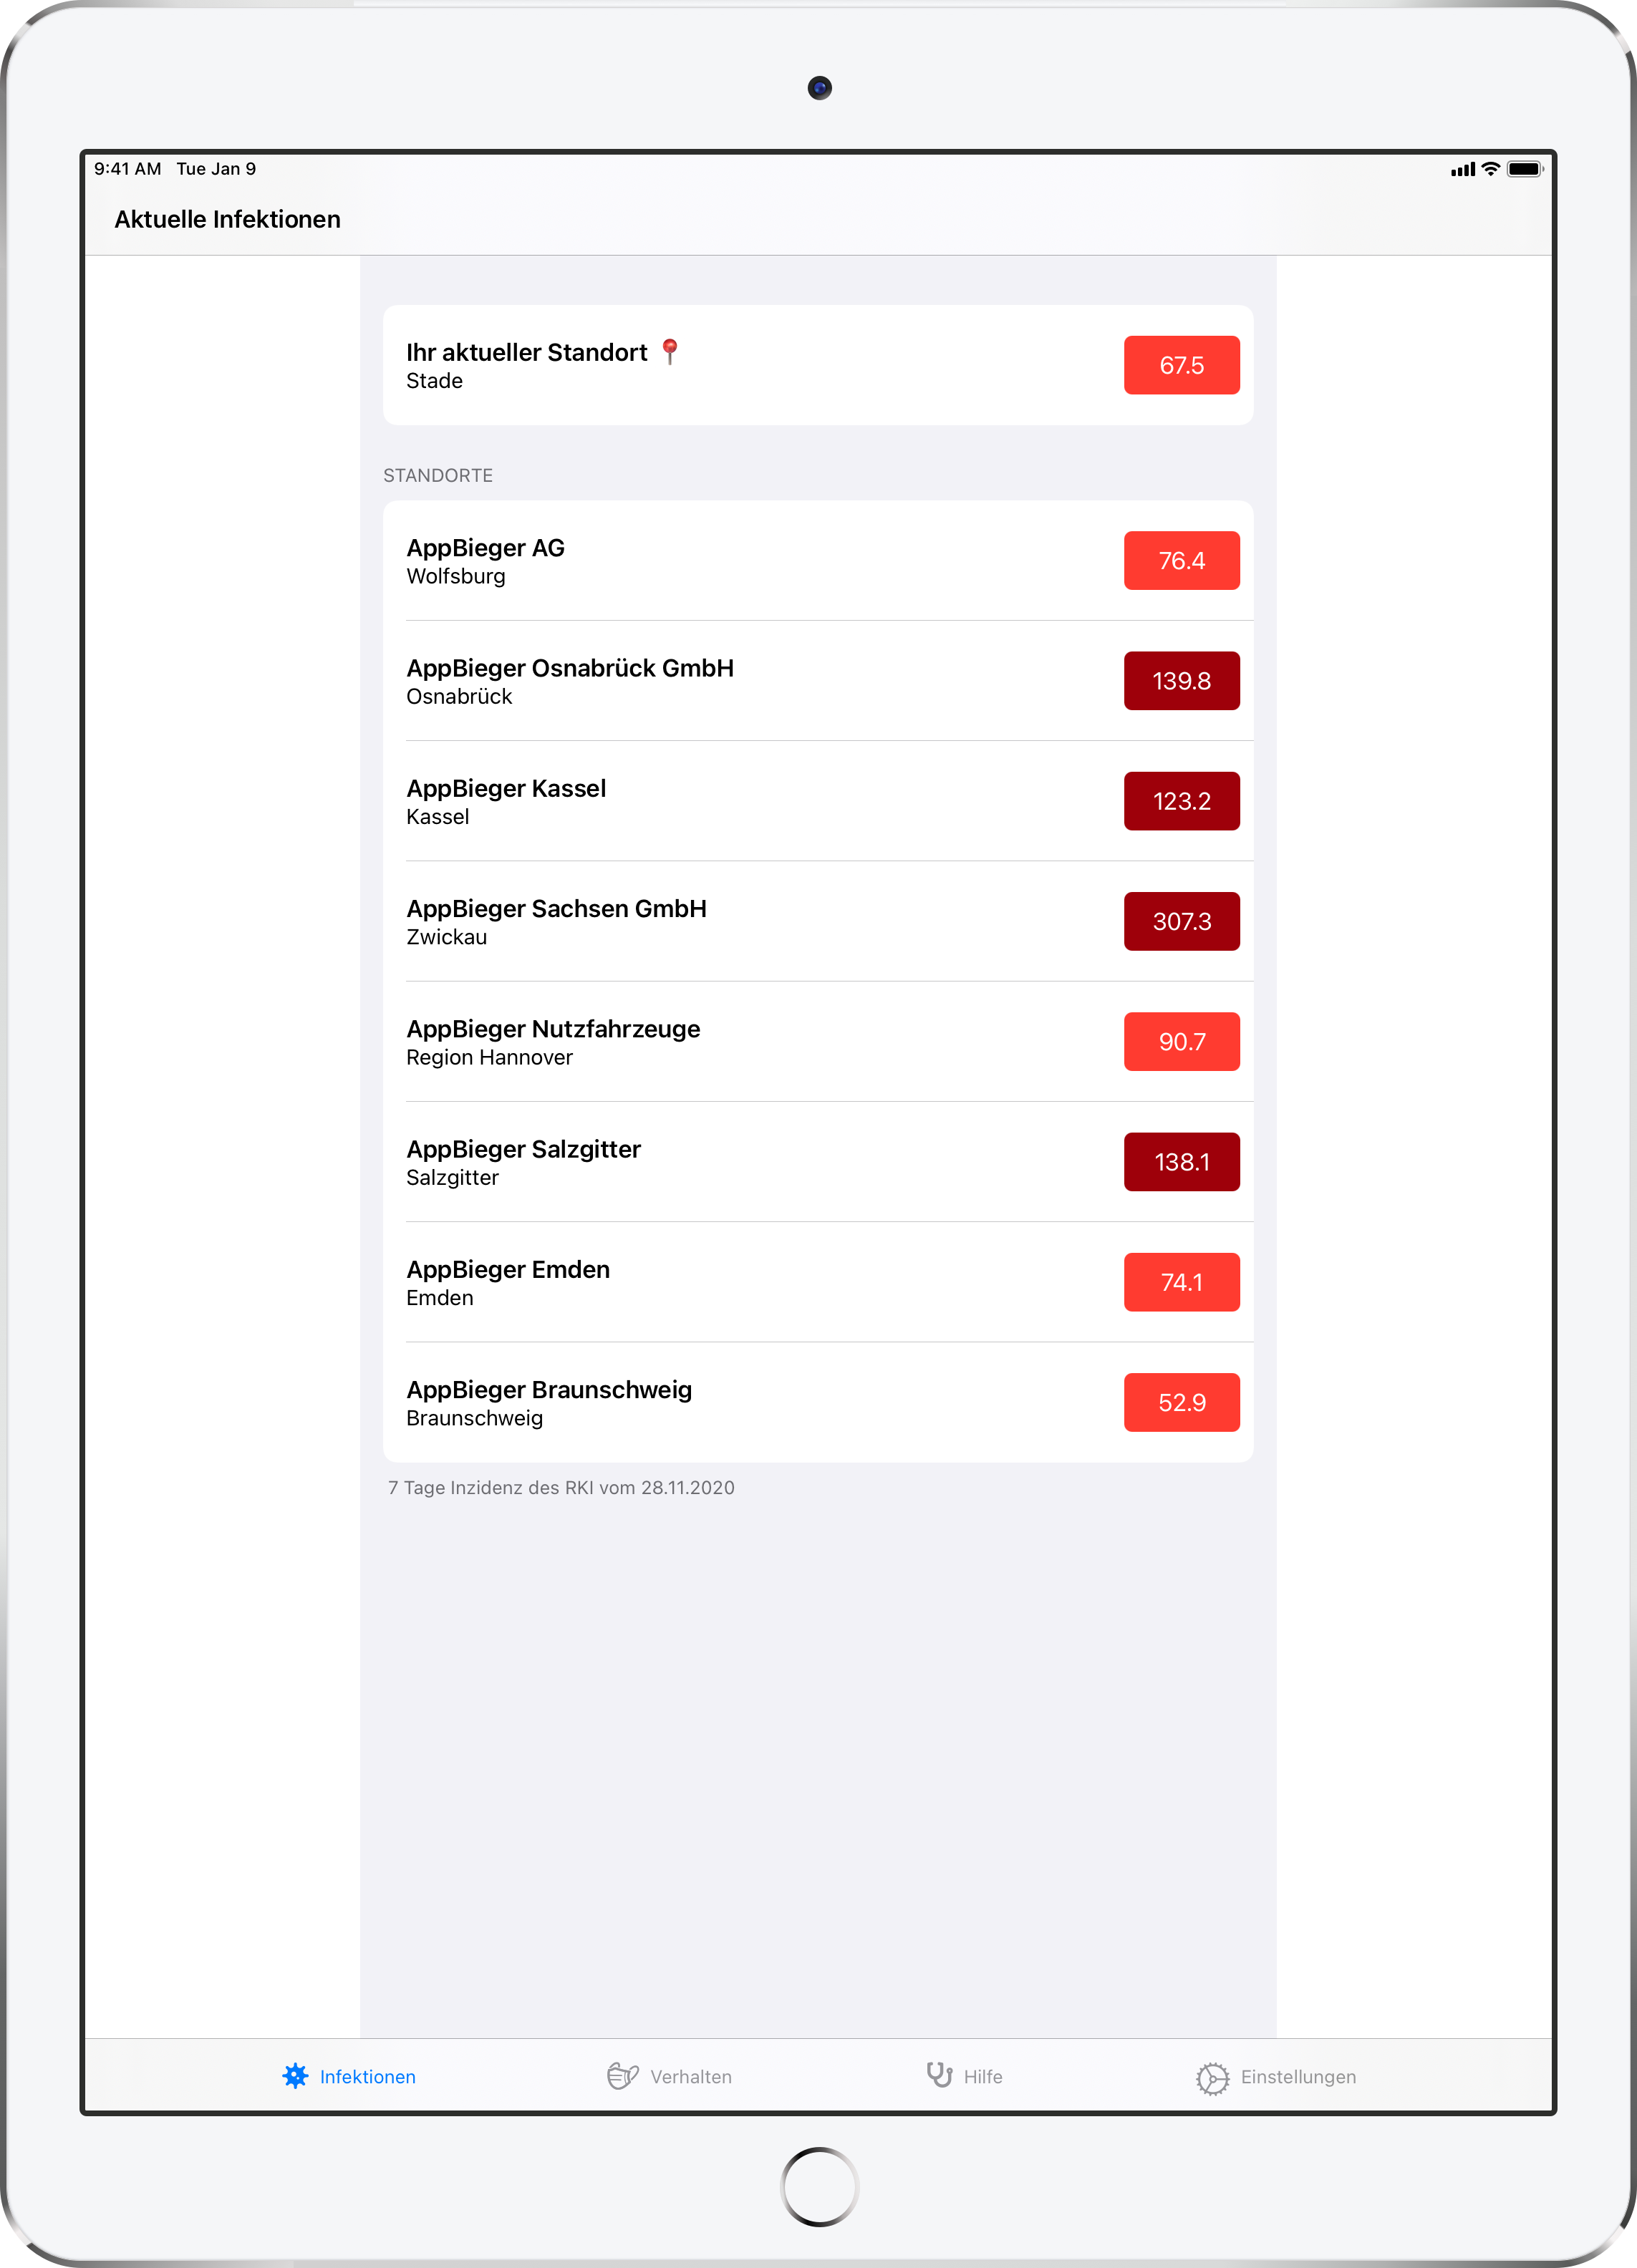 9:41 AM Tue Jan 9
Aktuelle Infektionen
Ihr aktueller Standort 📍
Stade
67.5
STANDORTE
AppBieger AG
Wolfsburg
76.4
AppBieger Osnabrück GmbH
Osnabrück
139.8
AppBieger Kassel
Kassel
123.2
AppBieger Sachsen GmbH
Zwickau
307.3
AppBieger Nutzfahrzeuge
Region Hannover
90.7
AppBieger Salzgitter
Salzgitter
138.1
AppBieger Emden
Emden
74.1
AppBieger Braunschweig
Braunschweig
52.9
7 Tage Inzidenz des RKI vom 28.11.2020
Infektionen
Verhalten
Hilfe
Einstellungen